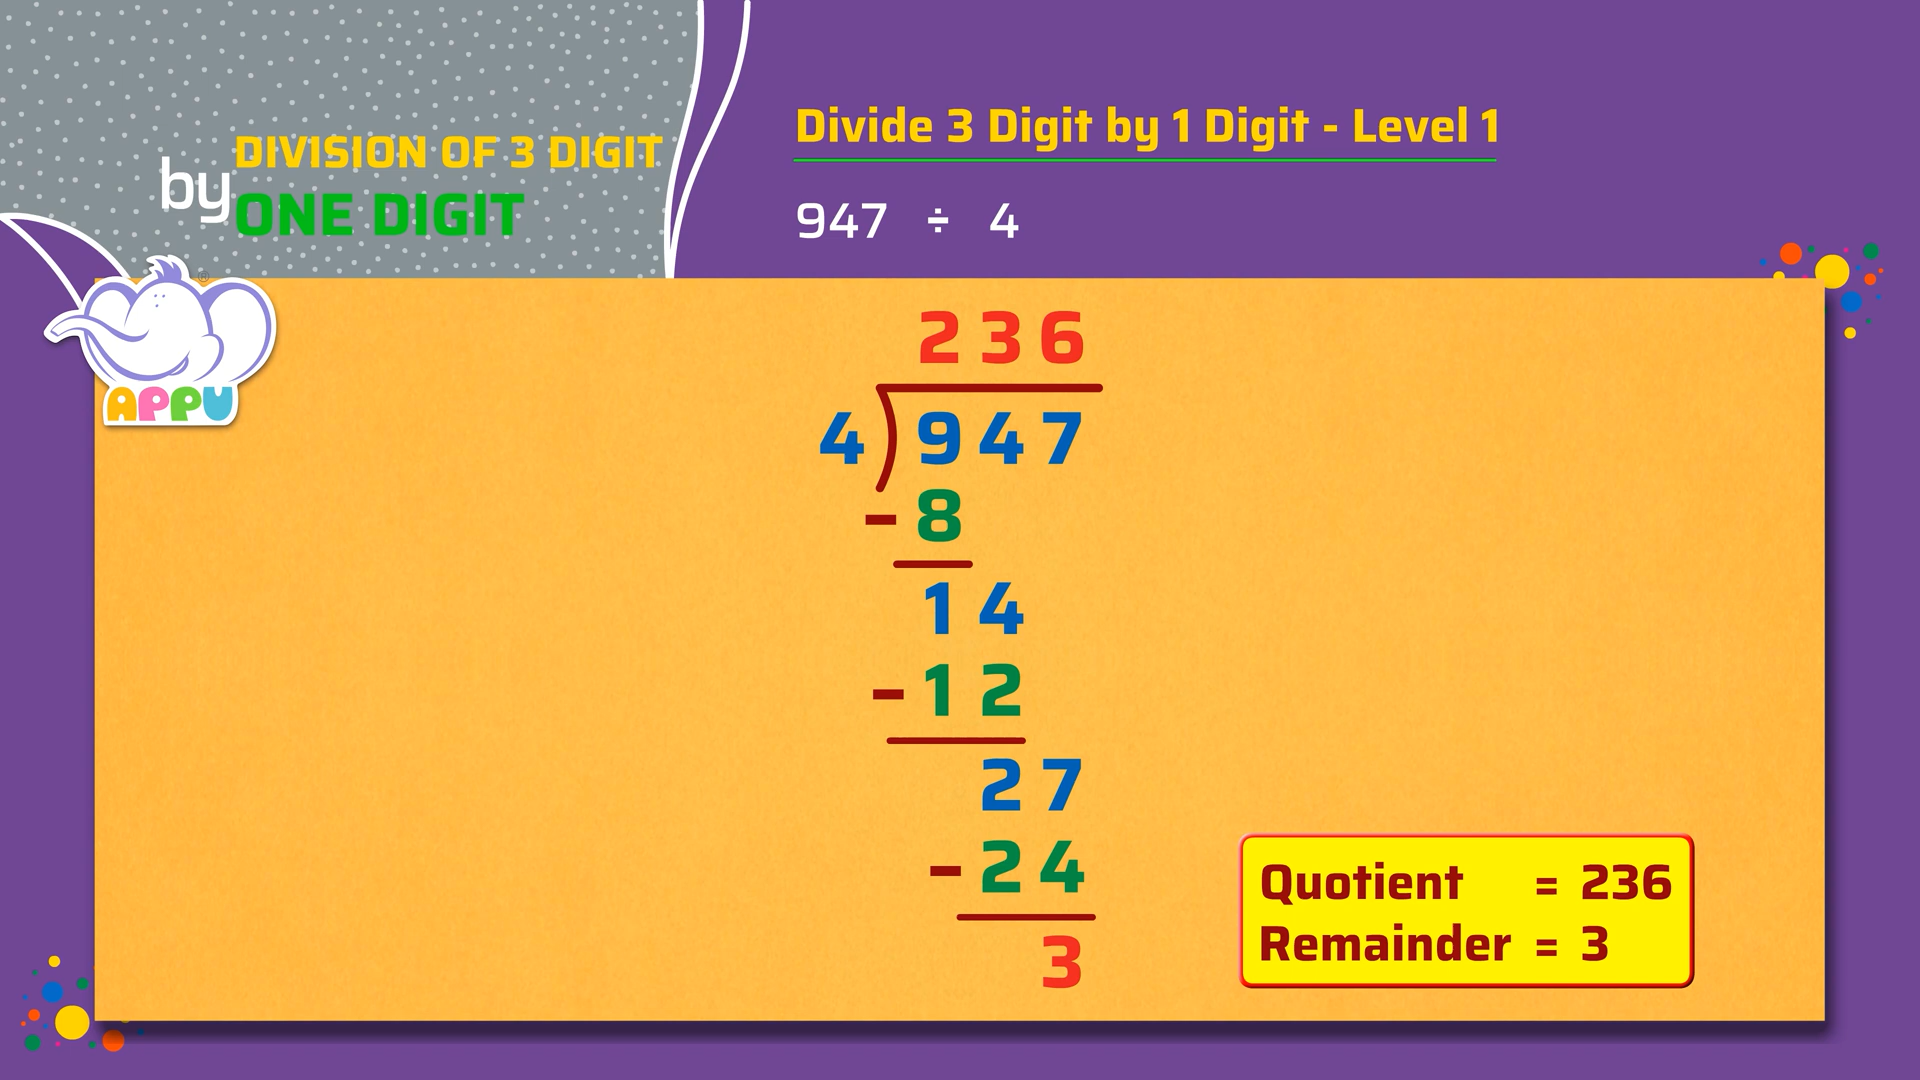 DIVISION OF 3 DIGIT
by ONE DIGIT
Divide 3 Digit by 1 Digit - Level 1
947 ÷ 4
®
APPU
236
4)947
-8
14
-12
27
-24
3
Quotient = 236
Remainder = 3